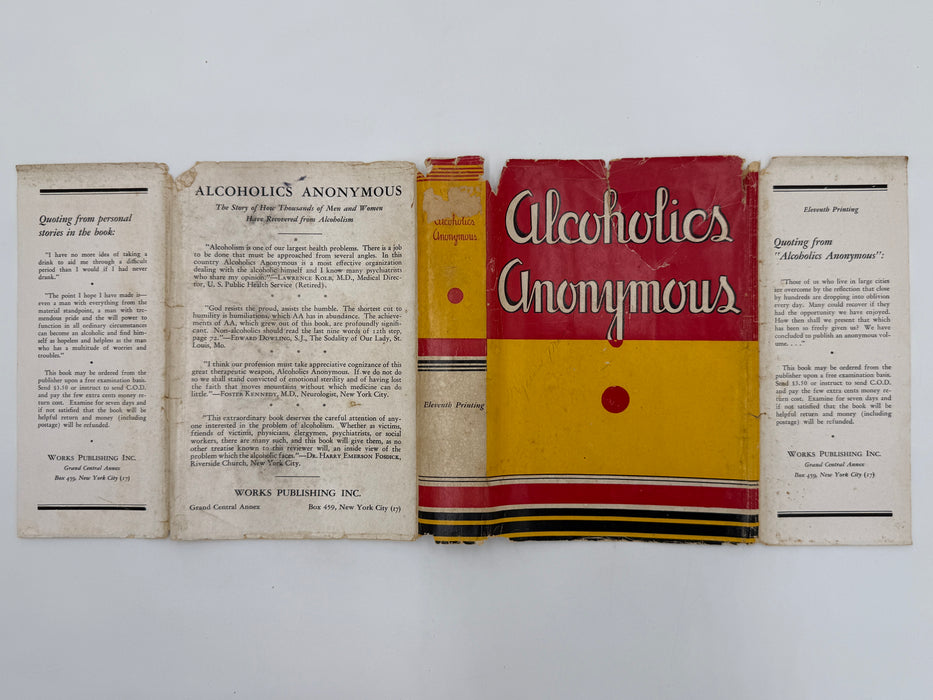 Quoting from personal
stories in the book:
"I have no more idea of taking a
drink to aid me through a difficult
period than I would if I had never
drank."
"The point I hope I have made is—
even a man with everything from the
material standpoint, a man with tre-
mendous pride and the will power to
function in all ordinary circumstances
can become an alcoholic and find him-
self as hopeless and helpless as the man
who has a multitude of worries and
troubles."
This book may be ordered from the
publisher upon a free examination basis.
Send $3.50 or instruct to send C.O.D.
and pay the few extra cents money re-
turn cost. Examine for seven days and
if not satisfied that the book will be
helpful return and money (including
postage) will be refunded.
WORKS PUBLISHING INC.
Grand Central Annex
Box 459, New York City (17)
ALCOHOLICS ANONYMOUS
The Story of How Thousands of Men and Women
Have Recovered from Alcoholism
"Alcoholism is one of our largest health problems. There is a job
to be done that must be approached from several angles. In this
country Alcoholics Anonymous is a most effective organization
dealing with the alcoholic himself and I know many psychiatrists
who share my opinion."—LAWRENCE KOLB, M.D., Medical Direc-
tor, U. S. Public Health Service (Retired).
"God resists the proud, assists the humble. The shortest cut to
humility is humiliations, which AA has in abundance. The achieve-
ments of AA, which grew out of this book, are profoundly signifi-
cant. Non-alcoholics should read the last nine words of 12th step,
page 72."—EDWARD DOWLING, S.J., The Sodality of Our Lady, St.
Louis, Mo.
"I think our profession must take appreciative cognizance of this
great therapeutic weapon, Alcoholics Anonymous. If we do not do
so we shall stand convicted of emotional sterility and of having lost
the faith that moves mountains without which medicine can do
little."—FOSTER KENNEDY, M.D., Neurologist, New York City.
"This extraordinary book deserves the careful attention of any-
one interested in the problem of alcoholism. Whether as victims,
friends of victims, physicians, clergymen, psychiatrists, or social
workers, there are many such, and this book will give them, as no
other treatise known to this reviewer will, an inside view of the
problem which the alcoholic faces."—DR. HARRY EMERSON FOSDICK,
Riverside Church, New York City.
WORKS PUBLISHING INC.
Grand Central Annex Box 459, New York City (17)
Alcoholics
Anonymous
Eleventh Printing
Alcoholics
Anonymous
Eleventh Printing
Quoting from
"Alcoholics Anonymous":
"Those of us who live in large cities
are overcome by the reflection that close
by hundreds are dropping into oblivion
every day. Many could recover if they
had the opportunity we have enjoyed.
How then shall we present that which
has been so freely given us? We have
concluded to publish an anonymous vol-
ume. . . ."
This book may be ordered from the
publisher upon a free examination basis.
Send $3.50 or instruct to send C.O.D.
and pay the few extra cents money re-
turn cost. Examine for seven days and
if not satisfied that the book will be
helpful return and money (including
postage) will be refunded.
WORKS PUBLISHING INC.
Grand Central Annex
Box 459, New York City (17)